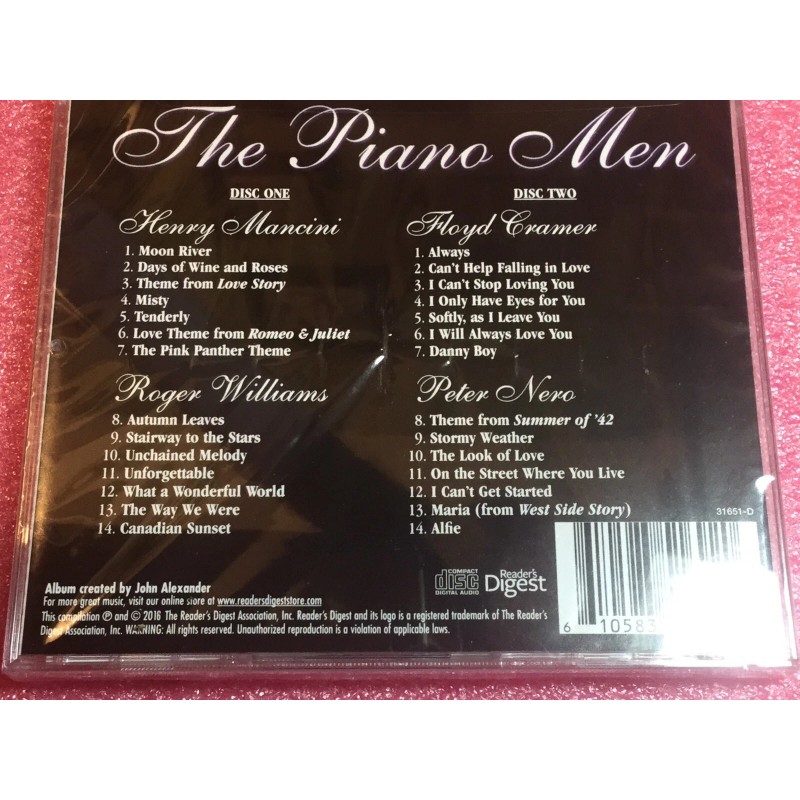 The Piano Men
DISC ONE
Henry Mancini
1. Moon River
2. Days of Wine and Roses
3. Theme from Love Story
4. Misty
5. Tenderly
6. Love Theme from Romeo & Juliet
7. The Pink Panther Theme
Roger Williams
8. Autumn Leaves
9. Stairway to the Stars
10. Unchained Melody
11. Unforgettable
12. What a Wonderful World
13. The Way We Were
14. Canadian Sunset
DISC TWO
Floyd Cramer
1. Always
2. Can't Help Falling in Love
3. I Can't Stop Loving You
4. I Only Have Eyes for You
5. Softly, as I Leave You
6. I Will Always Love You
7. Danny Boy
Peter Nero
8. Theme from Summer of '42
9. Stormy Weather
10. The Look of Love
11. On the Street Where You Live
12. I Can't Get Started
13. Maria (from West Side Story)
14. Alfie
31651-D
Album created by John Alexander
For more great music, visit our online store at www.readersdigeststore.com
This compilation ℗ and © 2016 The Reader's Digest Association, Inc. Reader's Digest and its logo is a registered trademark of The Reader's
Digest Association, Inc. WARNING: All rights reserved. Unauthorized reproduction is a violation of applicable laws.
COMPACT
disc
DIGITAL AUDIO
Reader's
Digest
6 10583